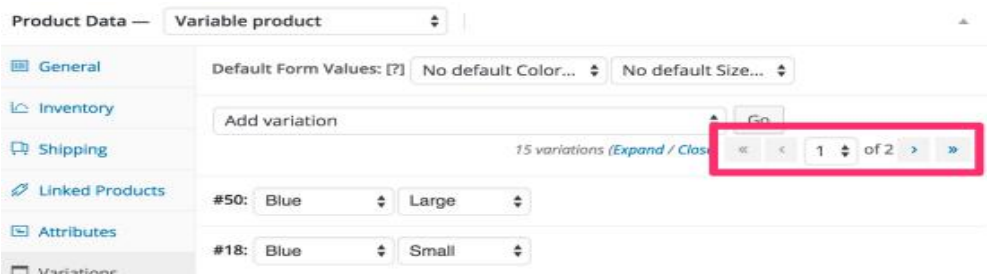 Product Data — Variable product
General
Default Form Values: [?] No default Color... No default Size...
Inventory
Add variation Go
Shipping
15 variations (Expand / Close « ‹ 1 of 2 › »
Linked Products
#50: Blue Large
Attributes
#18: Blue Small
Variations